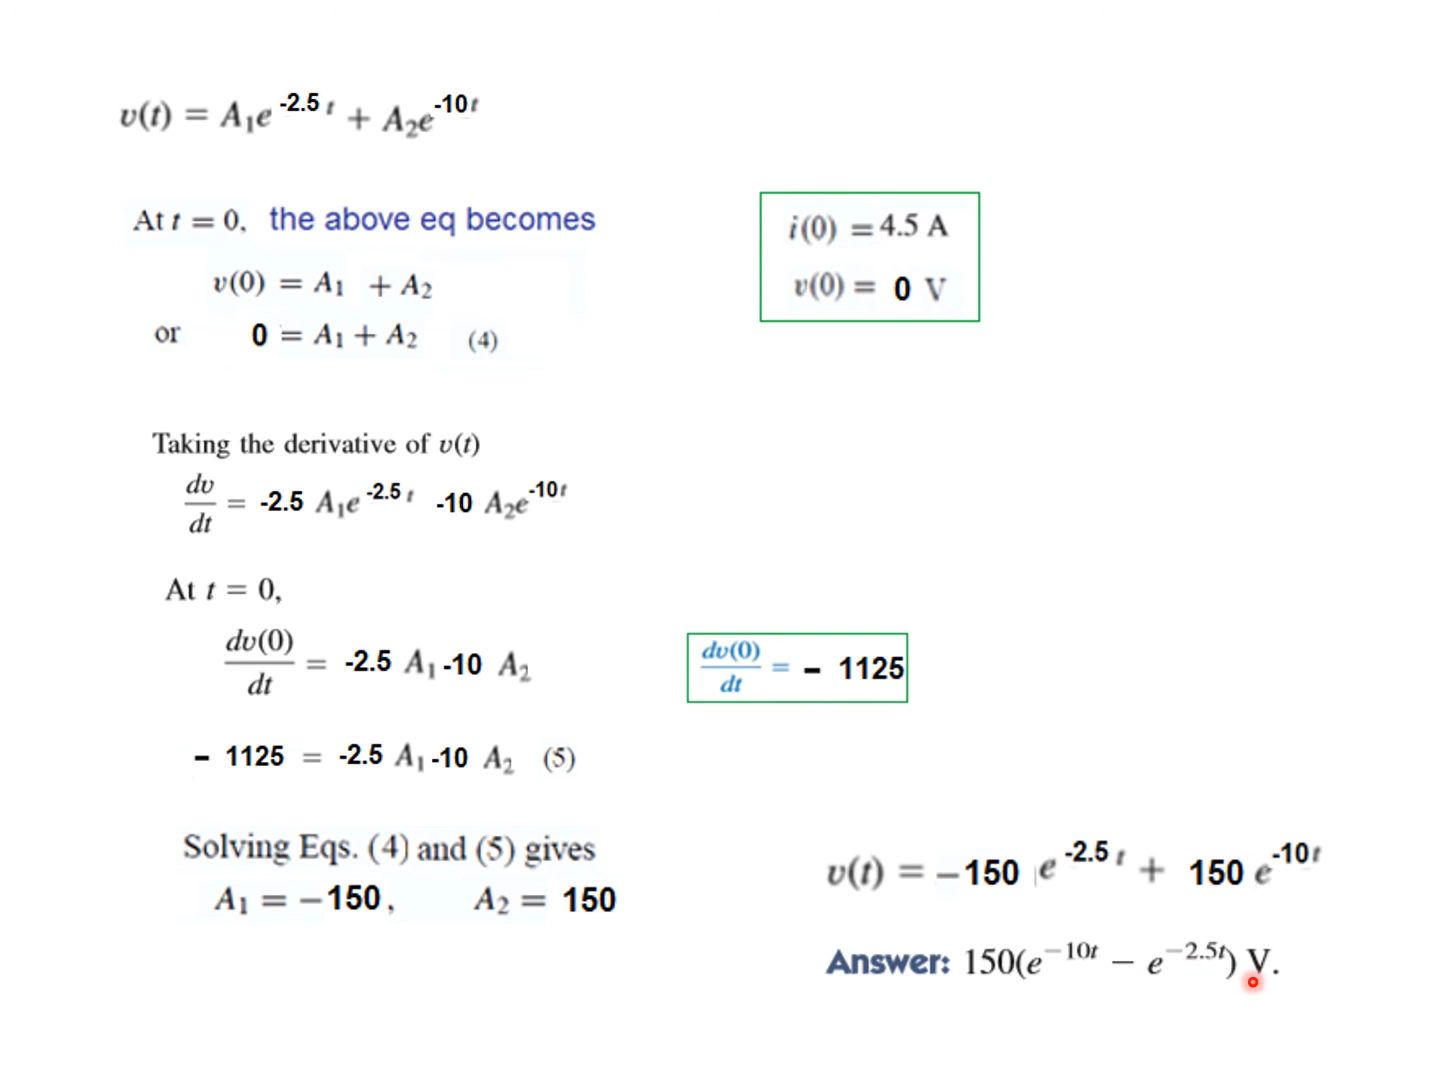 v(t) = A₁e^-2.5 t + A₂e^-10t
At t = 0, the above eq becomes
v(0) = A₁ + A₂
or 0 = A₁ + A₂ (4)
i(0) = 4.5 A
v(0) = 0 V
Taking the derivative of v(t)
dv/dt = -2.5 A₁e^-2.5 t -10 A₂e^-10t
At t = 0,
dv(0)/dt = -2.5 A₁ -10 A₂
dv(0)/dt = - 1125
- 1125 = -2.5 A₁ -10 A₂ (5)
Solving Eqs. (4) and (5) gives
A₁ = -150, A₂ = 150
v(t) = -150 e^-2.5 t + 150 e^-10t
Answer: 150(e^−10t − e^−2.5t) V.